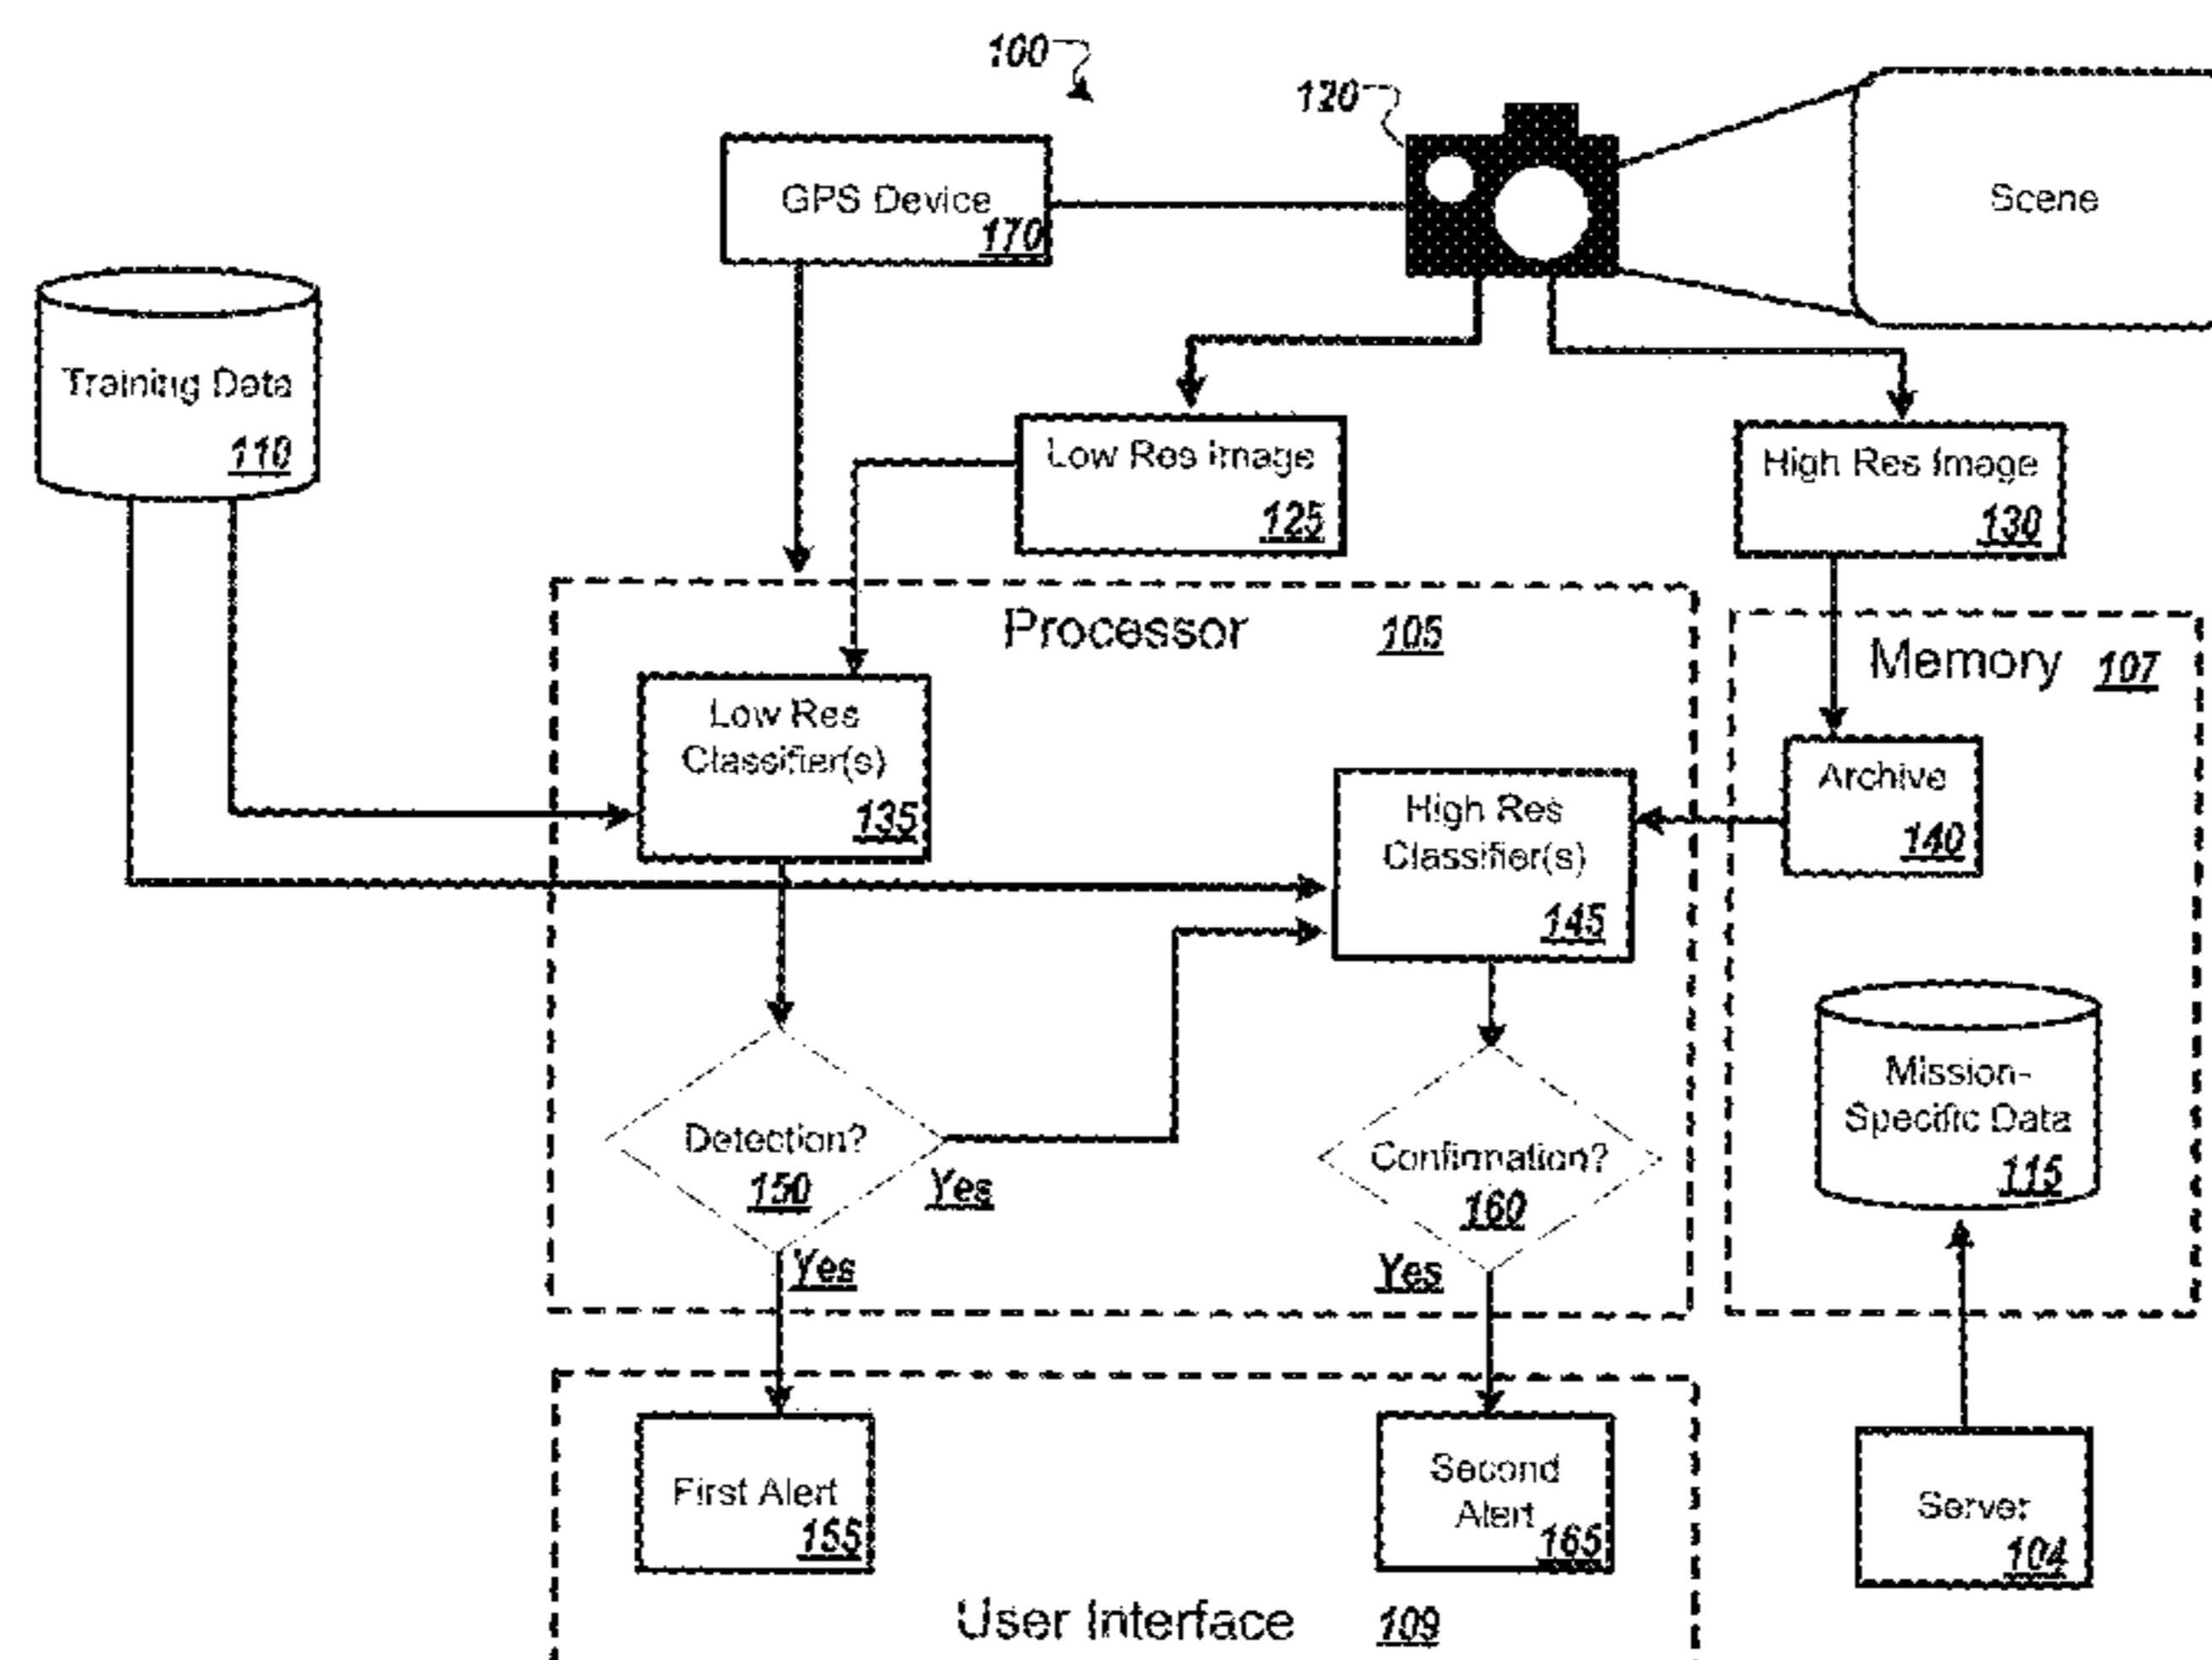 100
120
GPS Device
170
Scene
Training Data
110
Low Res Image
125
High Res Image
130
Processor
105
Memory 107
Low Res
Classifier(s)
135
High Res
Classifier(s)
145
Archive
140
Detection?
150
Yes
Yes
Confirmation?
160
Yes
Mission-
Specific Data
115
First Alert
155
Second
Alert
165
Server
104
User Interface
109